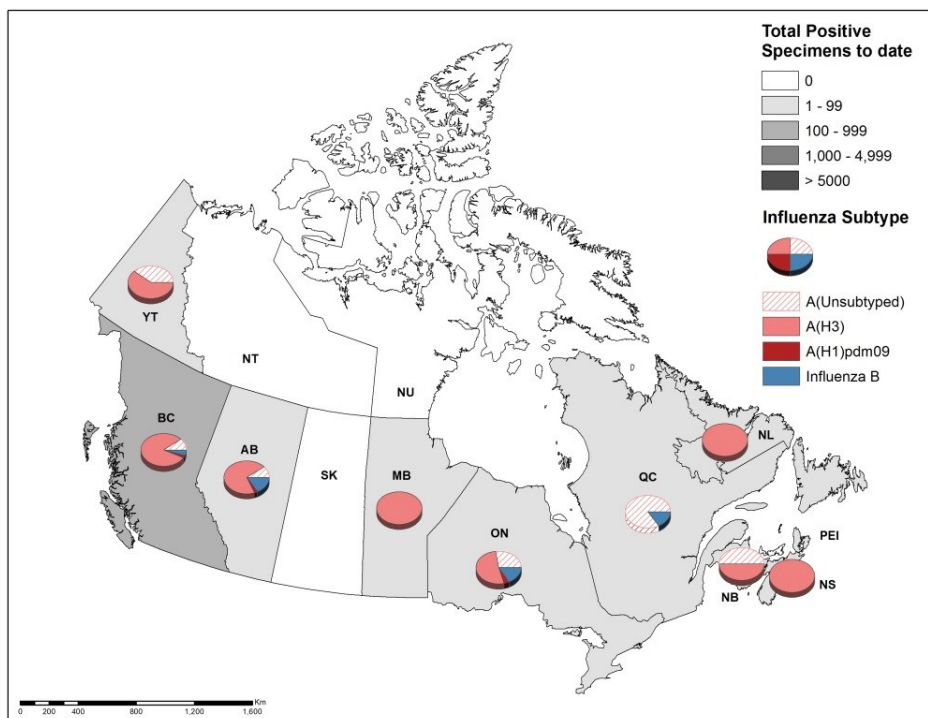 Total Positive
Specimens to date
0
1 - 99
100 - 999
1,000 - 4,999
> 5000
Influenza Subtype
A(Unsubtyped)
A(H3)
A(H1)pdm09
Influenza B
YT
NT
NU
BC
AB
SK
MB
ON
QC
NL
PEI
NB
NS
Km
0 200 400 800 1,200 1,600